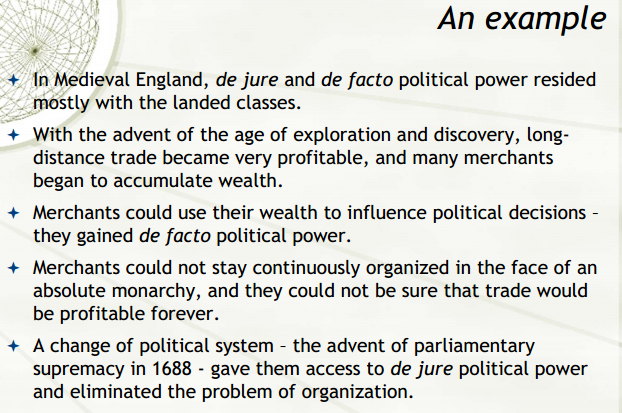 An example
In Medieval England, de jure and de facto political power resided
mostly with the landed classes.
With the advent of the age of exploration and discovery, long-
distance trade became very profitable, and many merchants
began to accumulate wealth.
Merchants could use their wealth to influence political decisions –
they gained de facto political power.
Merchants could not stay continuously organized in the face of an
absolute monarchy, and they could not be sure that trade would
be profitable forever.
A change of political system – the advent of parliamentary
supremacy in 1688 - gave them access to de jure political power
and eliminated the problem of organization.